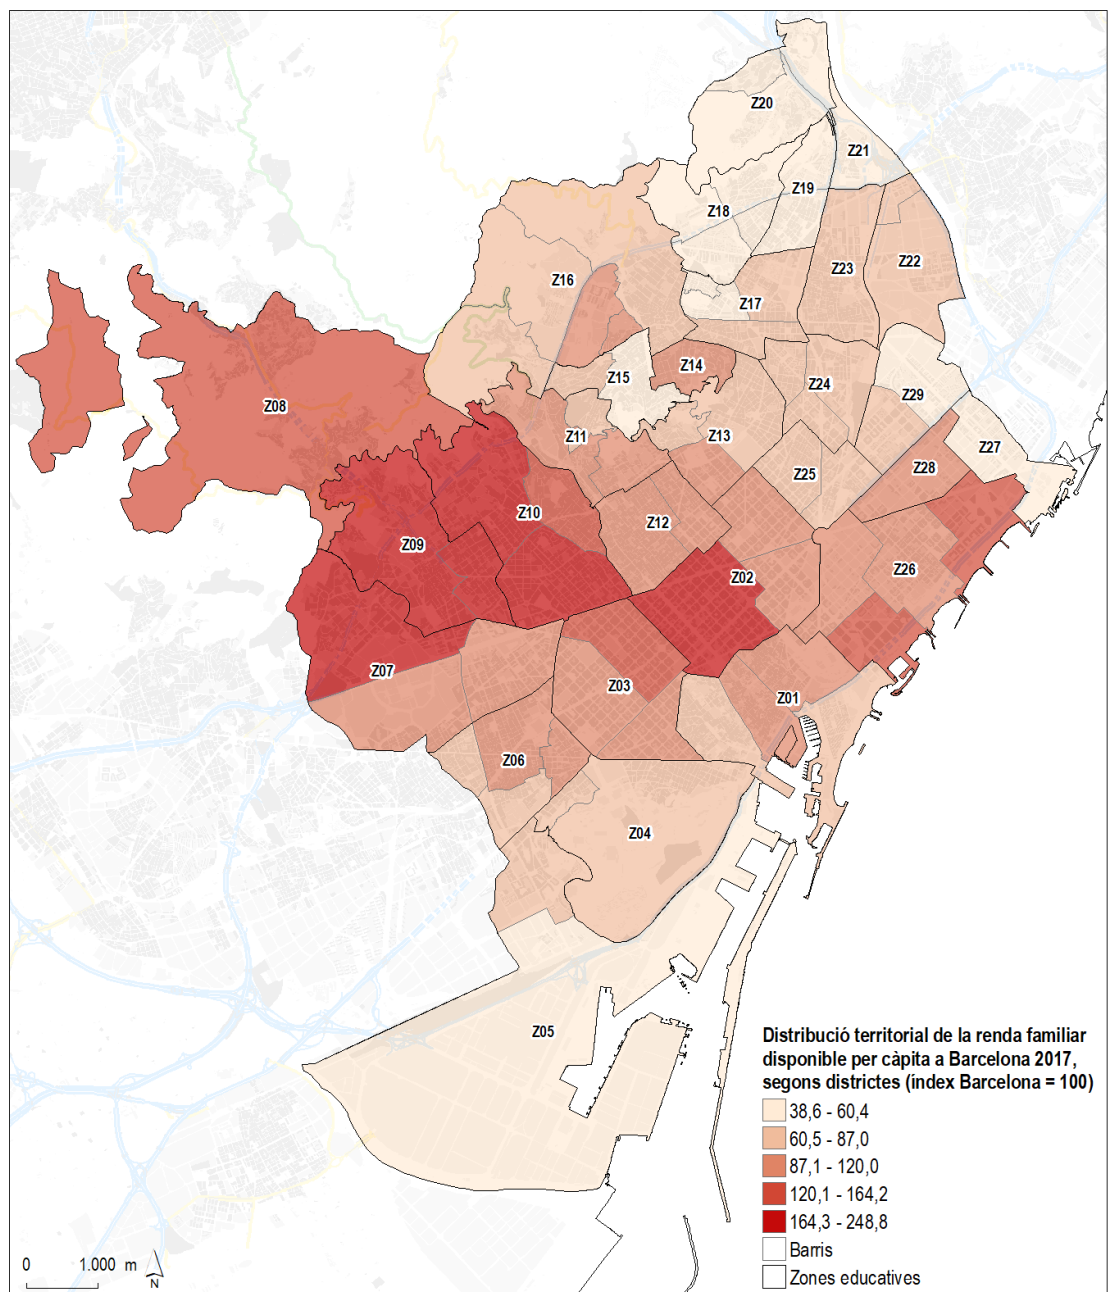 Z20
Z21
Z19
Z18
Z22
Z23
Z16
Z17
Z14
Z15
Z24
Z29
Z08
Z11
Z13
Z27
Z28
Z25
Z10
Z12
Z09
Z26
Z02
Z07
Z03
Z01
Z06
Z04
Z05
Distribució territorial de la renda familiar
disponible per càpita a Barcelona 2017,
segons districtes (índex Barcelona = 100)
38,6 - 60,4
60,5 - 87,0
87,1 - 120,0
120,1 - 164,2
164,3 - 248,8
Barris
Zones educatives
0 1.000 m
N